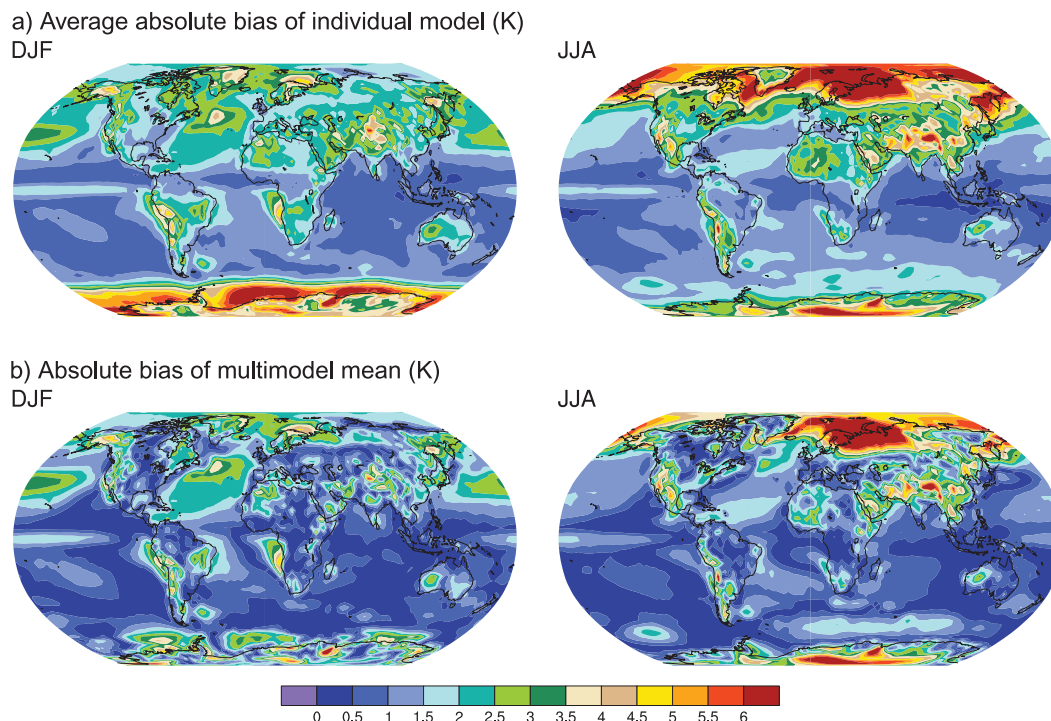 a) Average absolute bias of individual model (K)
DJF JJA
b) Absolute bias of multimodel mean (K)
DJF JJA
0 0.5 1 1.5 2 2.5 3 3.5 4 4.5 5 5.5 6